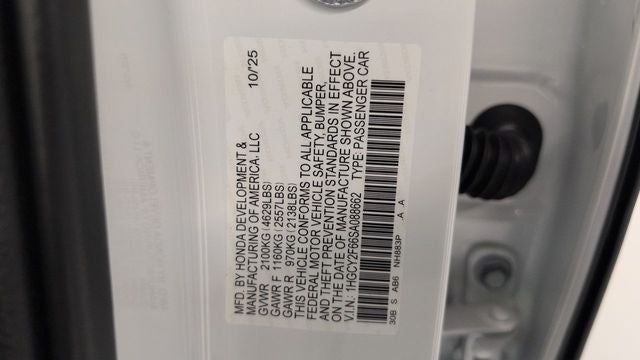 MFD. BY HONDA DEVELOPMENT & 10/'25
MANUFACTURING OF AMERICA, LLC
GVWR 2100KG(4629LBS)
GAWR F 1160KG(2557LBS)
GAWR R 970KG(2138LBS)
THIS VEHICLE CONFORMS TO ALL APPLICABLE
FEDERAL MOTOR VEHICLE SAFETY, BUMPER,
AND THEFT PREVENTION STANDARDS IN EFFECT
ON THE DATE OF MANUFACTURE SHOWN ABOVE.
V.I.N.: 1HGCY2F66SA088662 TYPE: PASSENGER CAR
30B S AB6 NH883P A A